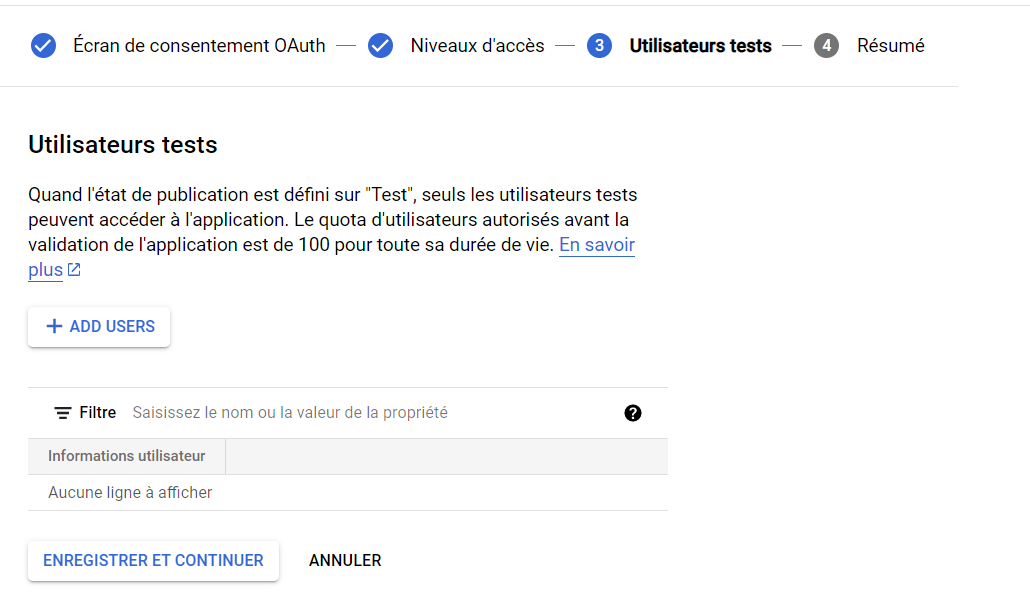 Écran de consentement OAuth — Niveaux d'accès — 3 Utilisateurs tests — 4 Résumé
Utilisateurs tests
Quand l'état de publication est défini sur "Test", seuls les utilisateurs tests
peuvent accéder à l'application. Le quota d'utilisateurs autorisés avant la
validation de l'application est de 100 pour toute sa durée de vie. En savoir
plus
+ ADD USERS
Filtre Saisissez le nom ou la valeur de la propriété ?
Informations utilisateur
Aucune ligne à afficher
ENREGISTRER ET CONTINUER ANNULER